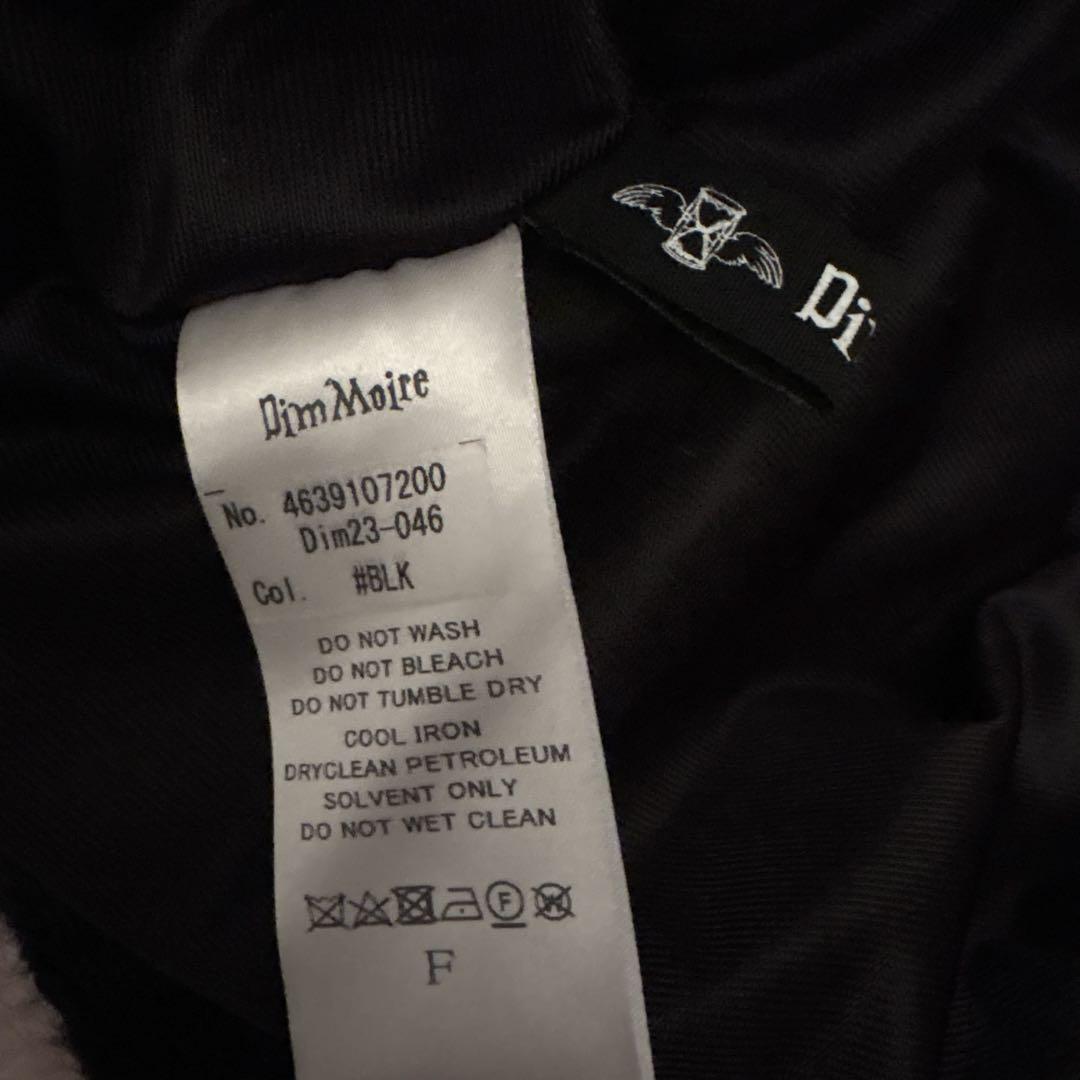 Di
Dim Moire
No. 4639107200
Dim23-046
Col. #BLK
DO NOT WASH
DO NOT BLEACH
DO NOT TUMBLE DRY
COOL IRON
DRYCLEAN PETROLEUM
SOLVENT ONLY
DO NOT WET CLEAN
F W
F